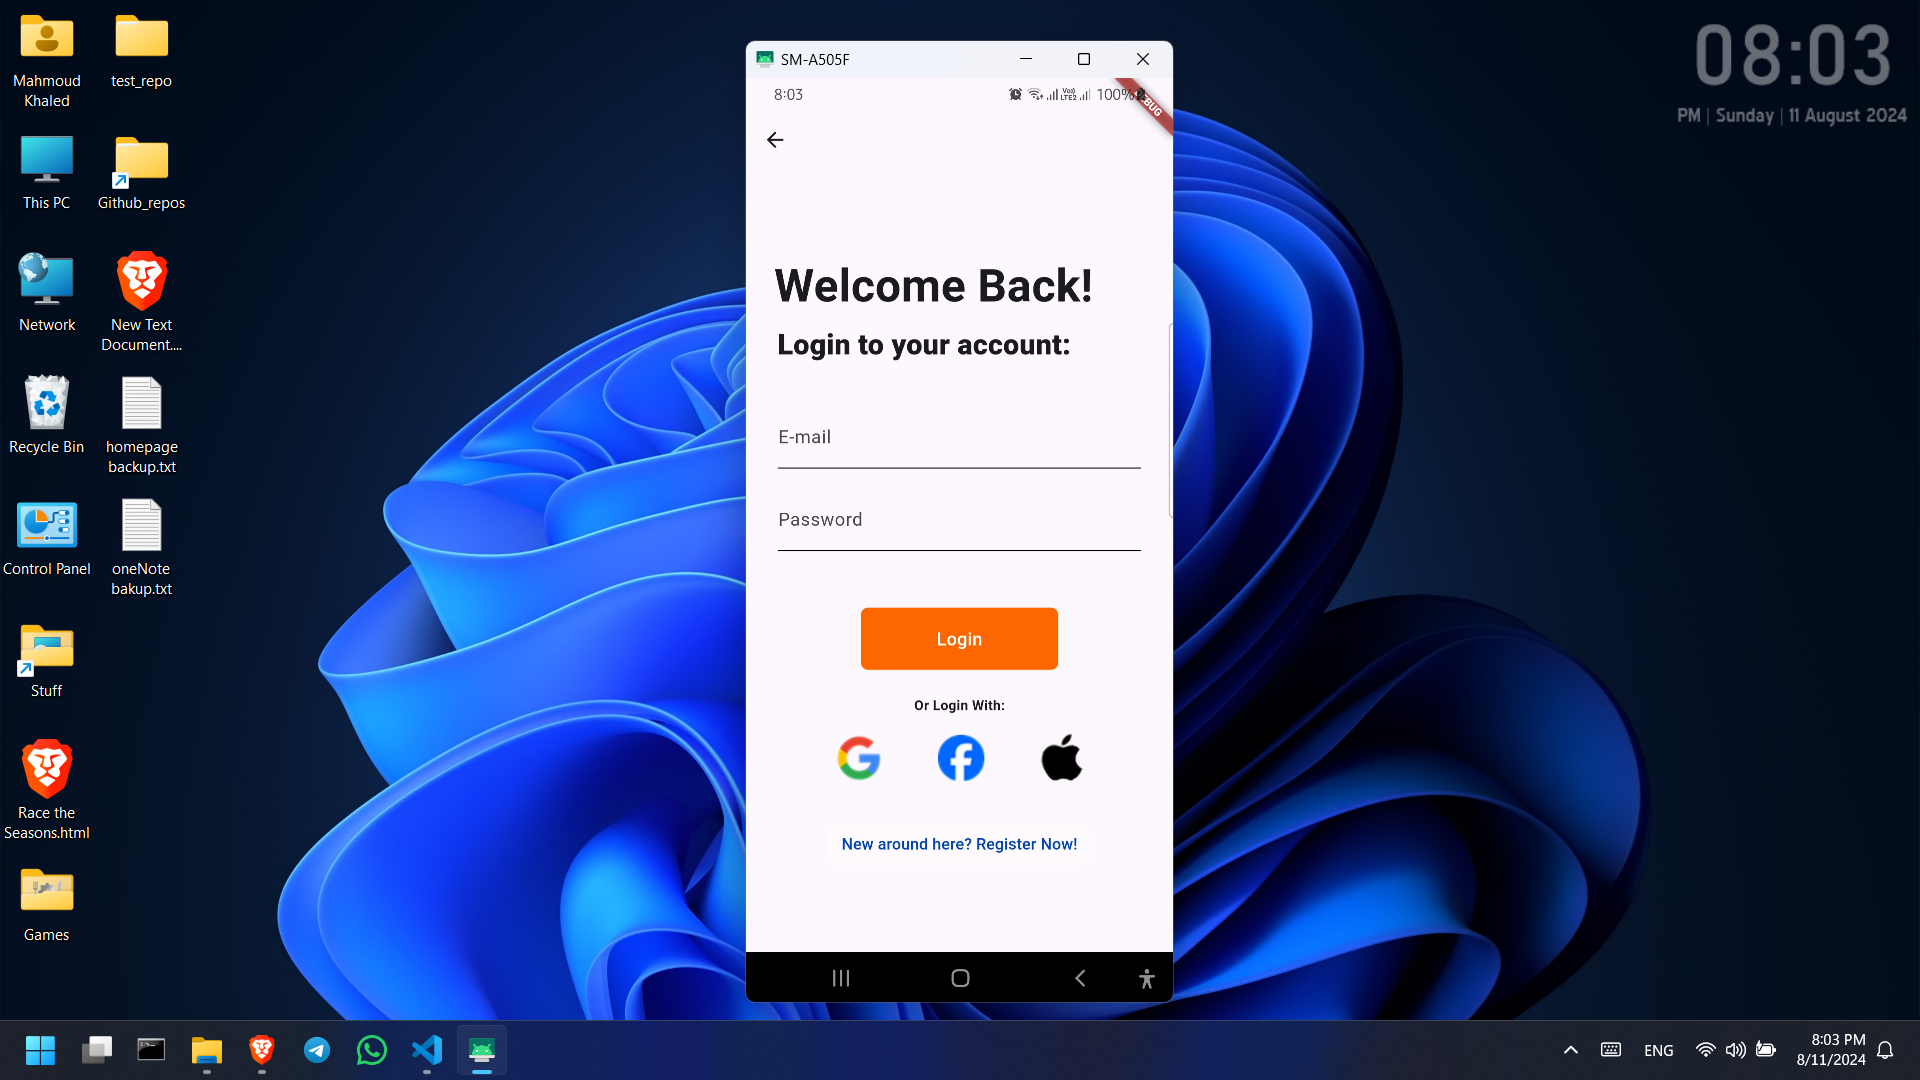 Mahmoud
Khaled
test_repo
This PC
Github_repos
Network
New Text
Document....
Recycle Bin
homepage
backup.txt
Control Panel
oneNote
bakup.txt
Stuff
Race the
Seasons.html
Games
SM-A505F
8:03
Vo)) LTE2
100%
BUG
Welcome Back!
Login to your account:
E-mail
Password
Login
Or Login With:
New around here? Register Now!
08:03
PM | Sunday | 11 August 2024
ENG
8:03 PM
8/11/2024